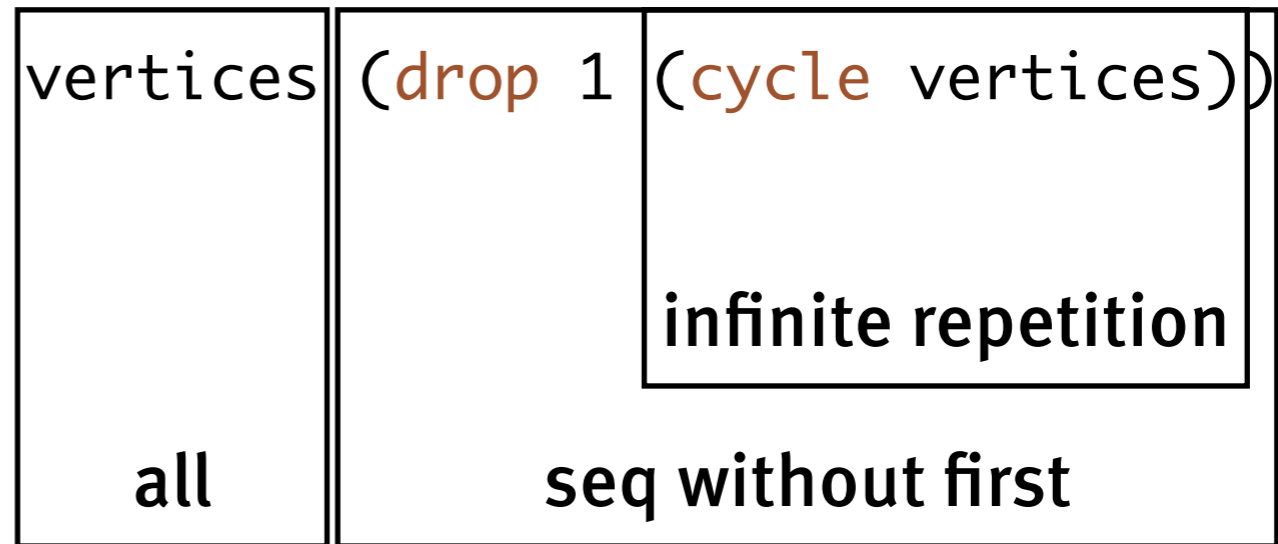 vertices (drop 1 (cycle vertices))
infinite repetition
all seq without first